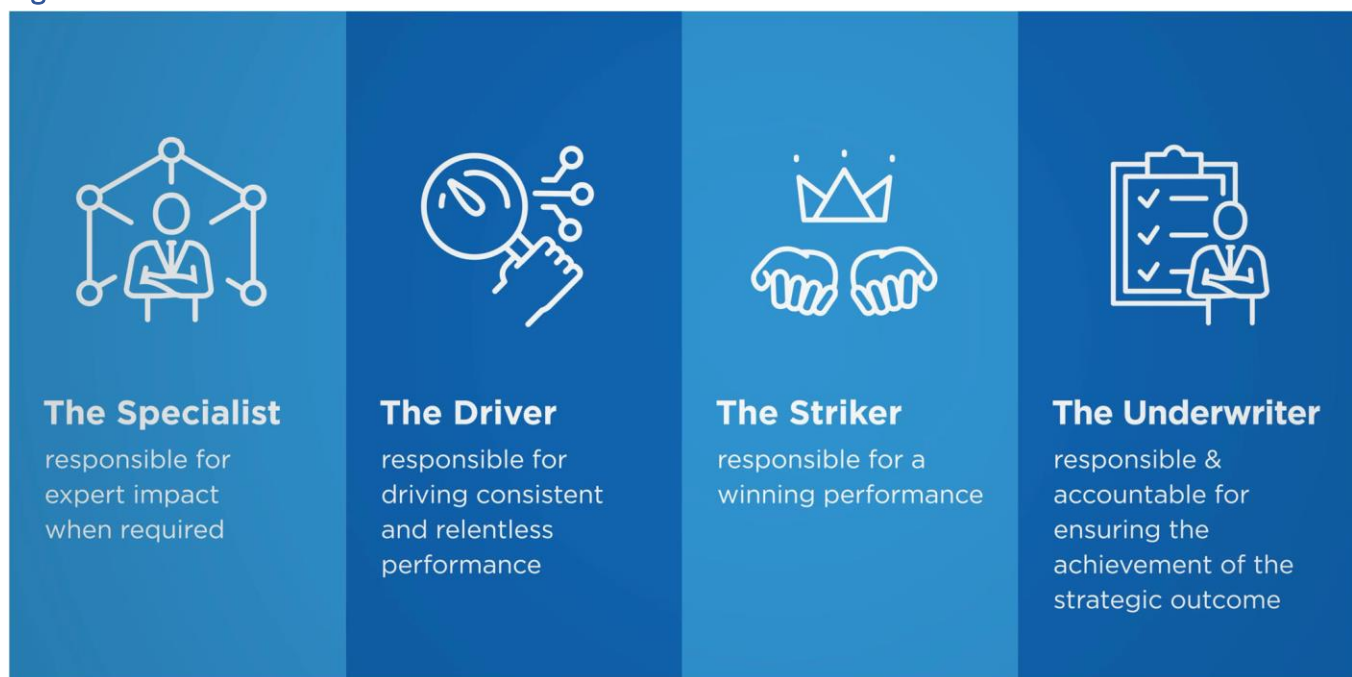 The Specialist
responsible for
expert impact
when required
The Driver
responsible for
driving consistent
and relentless
performance
The Striker
responsible for a
winning performance
The Underwriter
responsible &
accountable for
ensuring the
achievement of the
strategic outcome